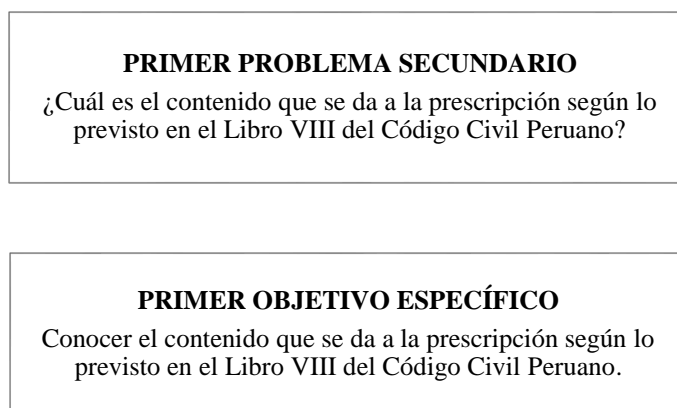 PRIMER PROBLEMA SECUNDARIO
¿Cuál es el contenido que se da a la prescripción según lo
previsto en el Libro VIII del Código Civil Peruano?
PRIMER OBJETIVO ESPECÍFICO
Conocer el contenido que se da a la prescripción según lo
previsto en el Libro VIII del Código Civil Peruano.